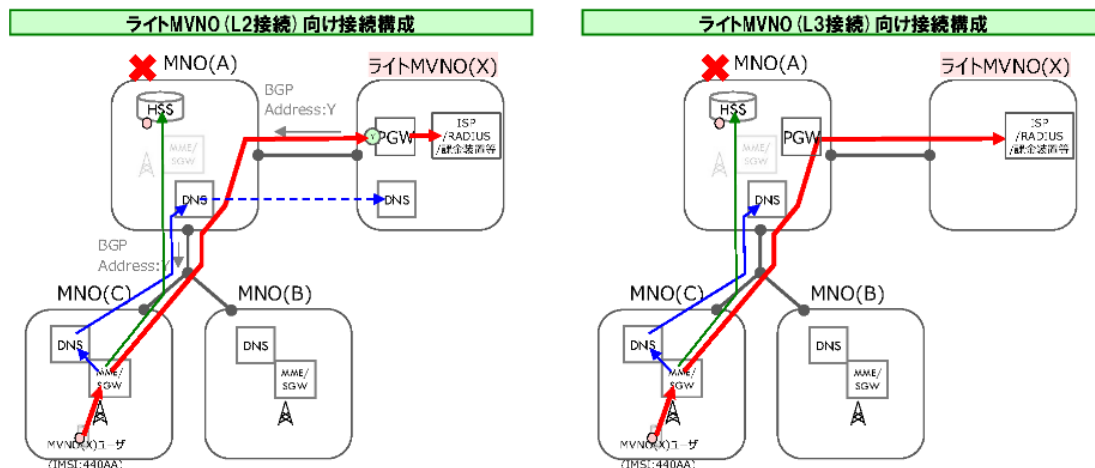 ライトMVNO(L2接続)向け接続構成
MNO(A)
ライトMVNO(X)
HSS
BGP
Address:Y
MME/
SGW
Y
PGW
ISP
/RADIUS
/課金装置等
DNS
DNS
BGP
Address:Y
MNO(C)
MNO(B)
DNS
MME/
SGW
DNS
MME/
SGW
MVNO(X)ユーザ
(IMSI:440AA)
ライトMVNO(L3接続)向け接続構成
MNO(A)
ライトMVNO(X)
HSS
MME/
SGW
PGW
ISP
/RADIUS
/課金装置等
DNS
MNO(C)
MNO(B)
DNS
MME/
SGW
DNS
MME/
SGW
MVNO(X)ユーザ
(IMSI:440AA)